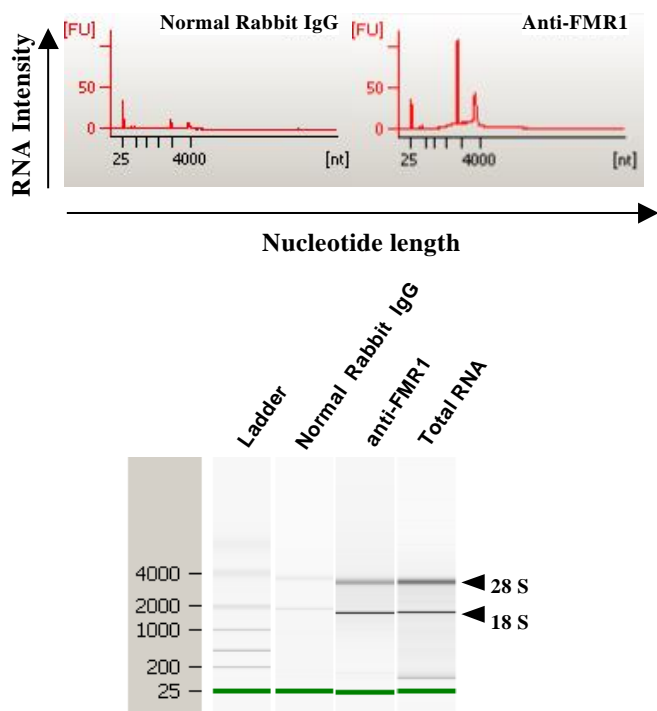 Normal Rabbit IgG
[FU]
50
0
25 4000 [nt]
Anti-FMR1
[FU]
50
0
25 4000 [nt]
RNA Intensity
Nucleotide length
Ladder
Normal Rabbit IgG
anti-FMR1
Total RNA
4000
2000
1000
200
25
28 S
18 S